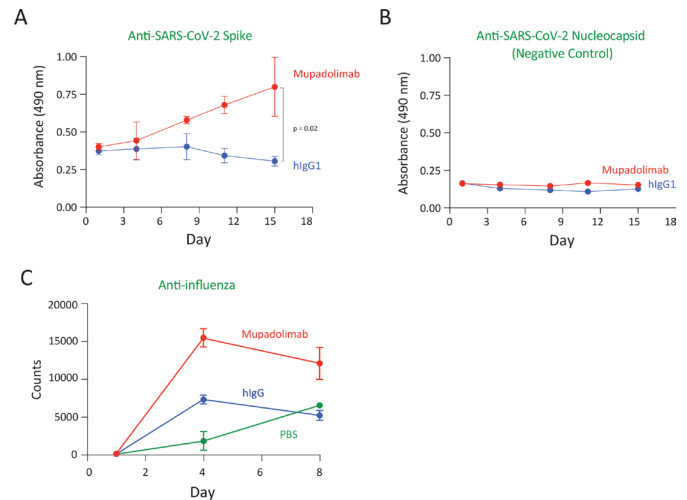 A
Anti-SARS-CoV-2 Spike
Absorbance (490 nm)
1.00
0.75
0.50
0.25
0.00
0 3 6 9 12 15 18
Day
Mupadolimab
p = 0.02
hIgG1
B
Anti-SARS-CoV-2 Nucleocapsid
(Negative Control)
Absorbance (490 nm)
1.00
0.75
0.50
0.25
0.00
0 3 6 9 12 15 18
Day
Mupadolimab
hIgG1
C
Anti-influenza
Counts
20000
15000
10000
5000
0
0 2 4 6 8
Day
Mupadolimab
hIgG
PBS